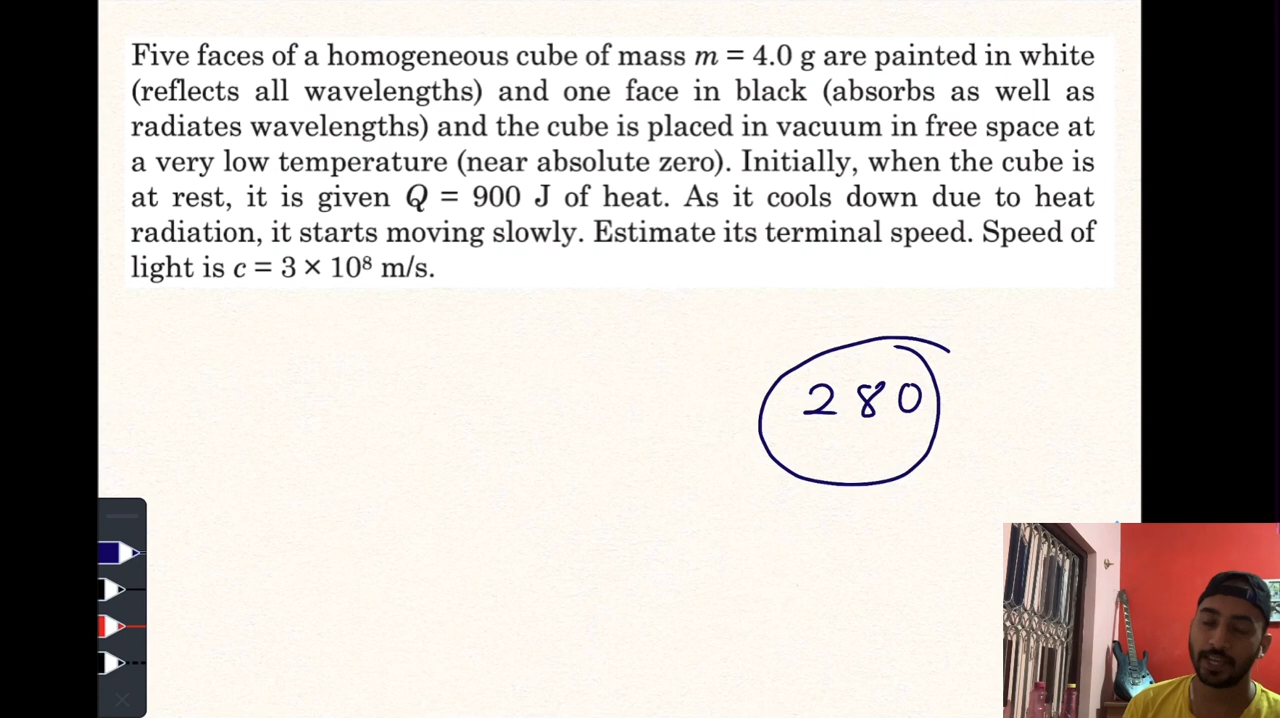 Five faces of a homogeneous cube of mass m = 4.0 g are painted in white
(reflects all wavelengths) and one face in black (absorbs as well as
radiates wavelengths) and the cube is placed in vacuum in free space at
a very low temperature (near absolute zero). Initially, when the cube is
at rest, it is given Q = 900 J of heat. As it cools down due to heat
radiation, it starts moving slowly. Estimate its terminal speed. Speed of
light is c = 3 × 10⁸ m/s.
280